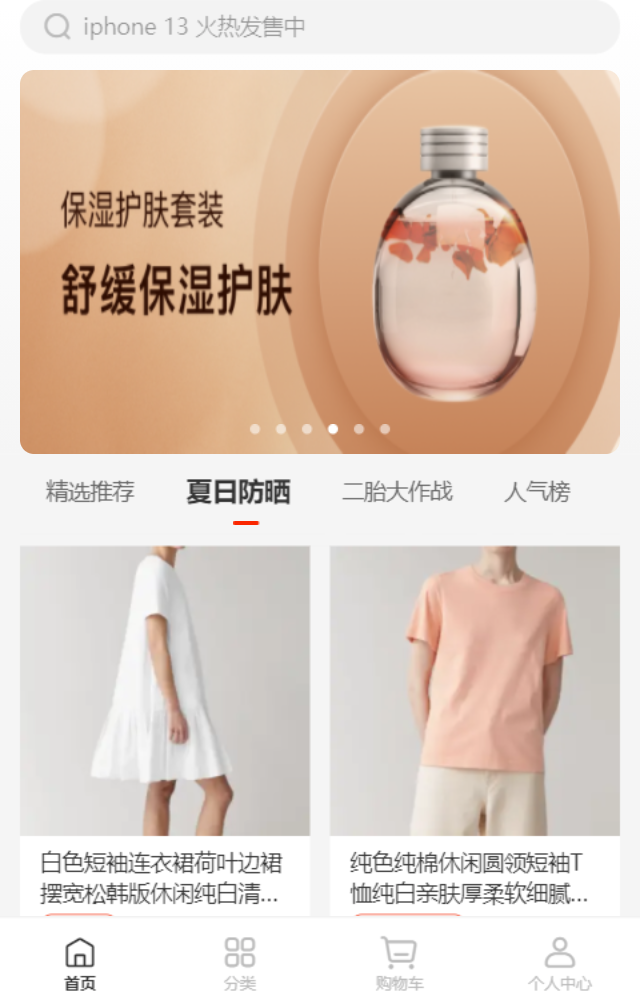 iphone 13 火热发售中
保湿护肤套装
舒缓保湿护肤
精选推荐 夏日防晒 二胎大作战 人气榜
白色短袖连衣裙荷叶边裙
摆宽松韩版休闲纯白清...
纯色纯棉休闲圆领短袖T
恤纯白亲肤厚柔软细腻...
首页 分类 购物车 个人中心